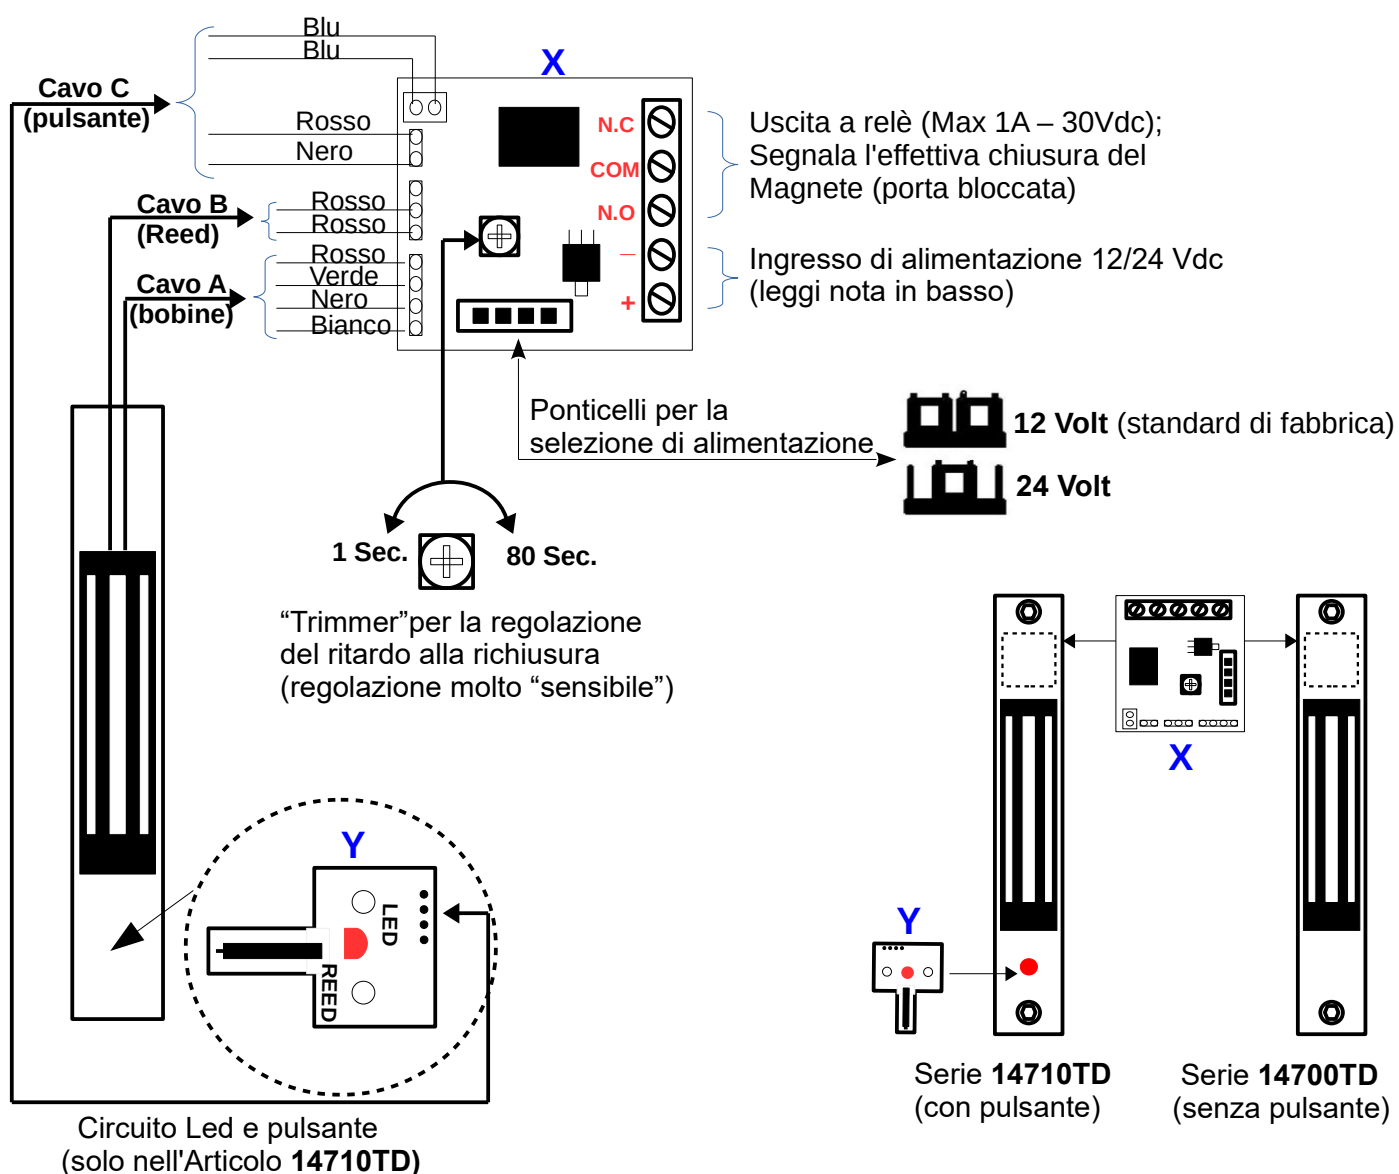 Blu
Blu
X
Cavo C
(pulsante)
Rosso
Nero
Cavo B
(Reed)
Rosso
Rosso
Cavo A
(bobine)
Rosso
Verde
Nero
Bianco
N.C
COM
N.O
–
+
Uscita a relè (Max 1A – 30Vdc);
Segnala l'effettiva chiusura del
Magnete (porta bloccata)
Ingresso di alimentazione 12/24 Vdc
(leggi nota in basso)
Ponticelli per la
selezione di alimentazione
12 Volt (standard di fabbrica)
24 Volt
1 Sec.
80 Sec.
“Trimmer”per la regolazione
del ritardo alla richiusura
(regolazione molto “sensibile”)
Y
LED
REED
Circuito Led e pulsante
(solo nell'Articolo 14710TD)
X
Y
Serie 14710TD
(con pulsante)
Serie 14700TD
(senza pulsante)